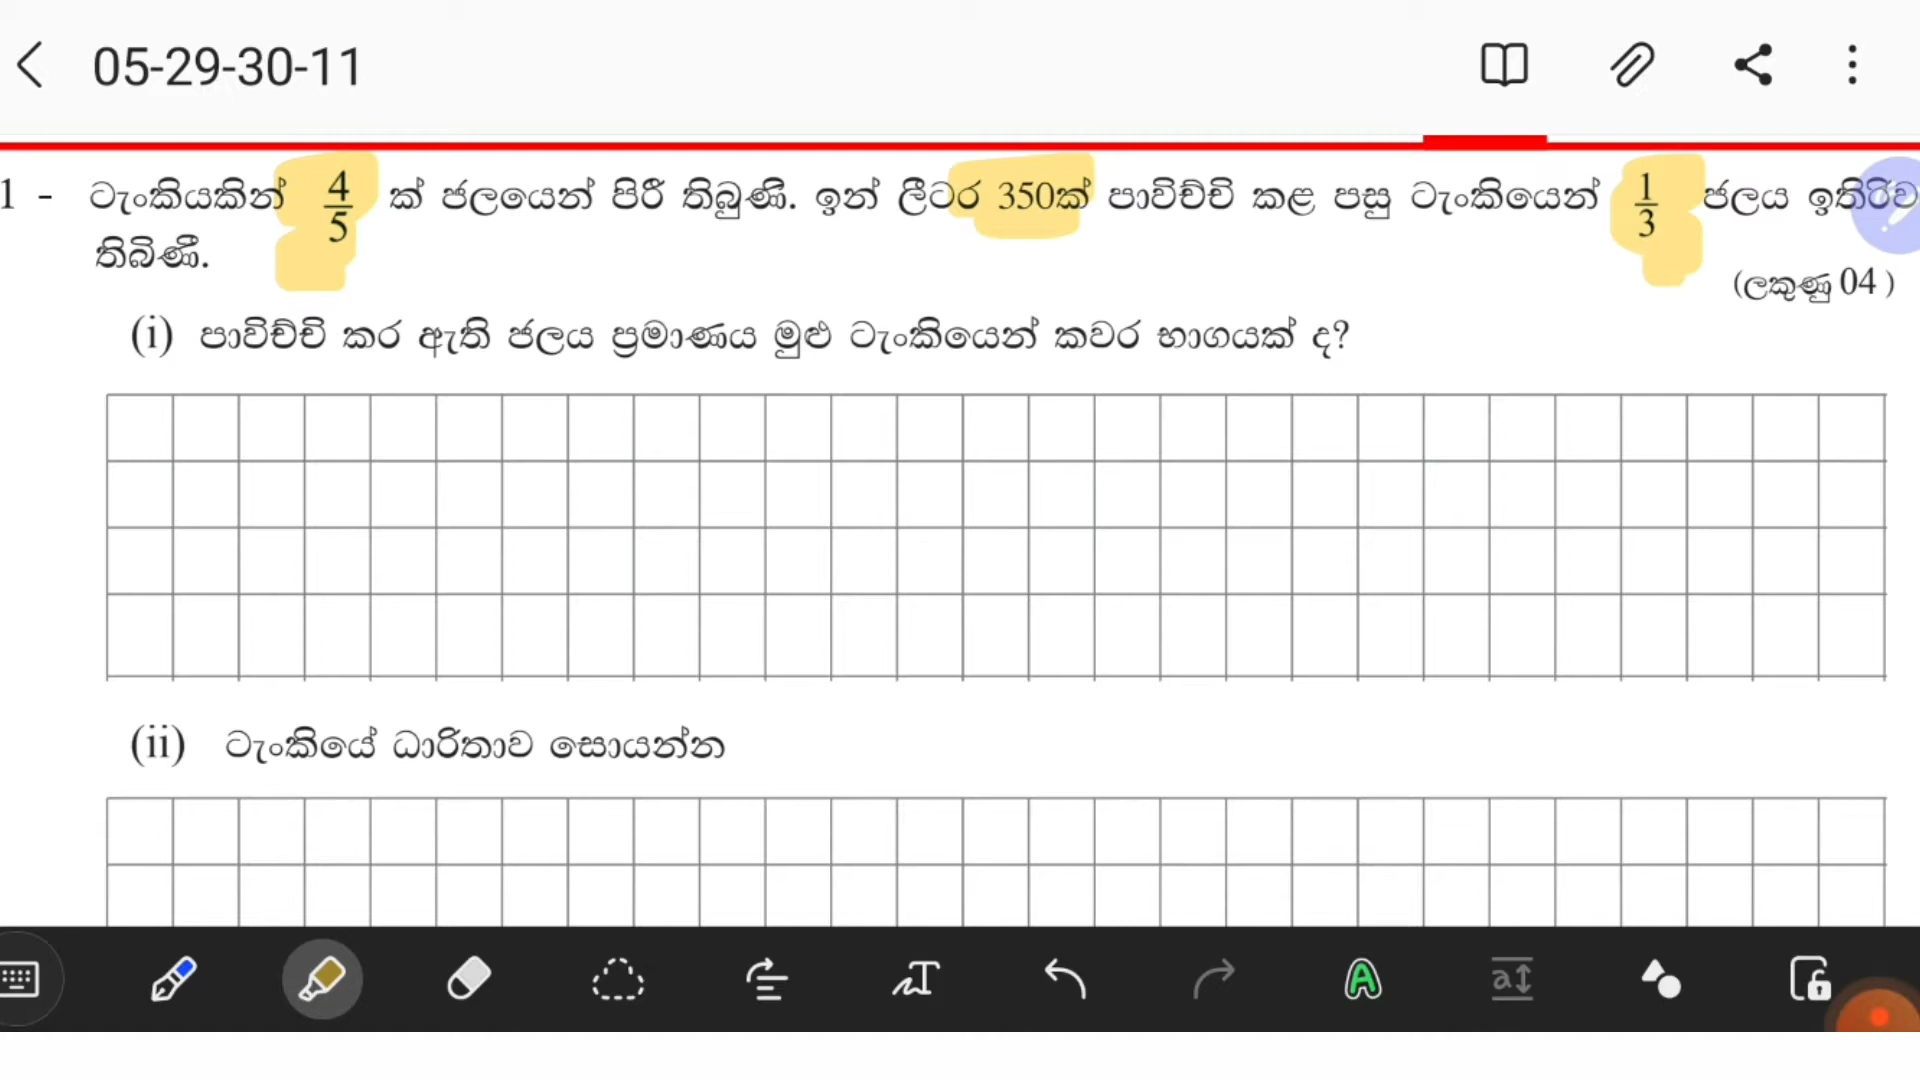 05-29-30-11
1 - ටැංකියකින් 4/5 ක් ජලයෙන් පිරී තිබුණි. ඉන් ලීටර 350ක් පාවිච්චි කළ පසු ටැංකියෙන් 1/3 ජලය ඉතිරිව
තිබිණී.
(ලකුණු 04 )
(i) පාවිච්චි කර ඇති ජලය ප්‍රමාණය මුළු ටැංකියෙන් කවර භාගයක් ද?
(ii) ටැංකියේ ධාරිතාව සොයන්න